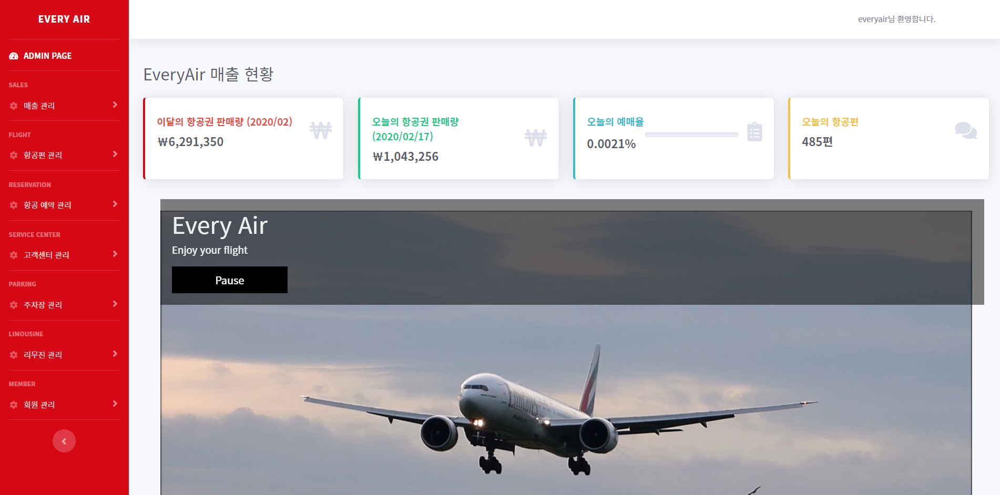 EVERY AIR
ADMIN PAGE
SALES
매출 관리
FLIGHT
항공편 관리
RESERVATION
항공 예약 관리
SERVICE CENTER
고객센터 관리
PARKING
주차장 관리
LIMOUSINE
리무진 관리
MEMBER
회원 관리
everyair님 환영합니다.
EveryAir 매출 현황
이달의 항공권 판매량 (2020/02)
₩6,291,350
오늘의 항공권 판매량
(2020/02/17)
₩1,043,256
오늘의 예매율
0.0021%
오늘의 항공편
485편
Every Air
Enjoy your flight
Pause
Emirates